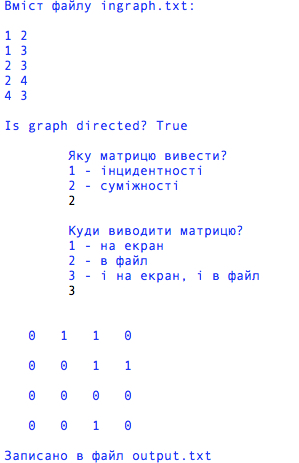 Вміст файлу ingraph.txt:
1 2
1 3
2 3
2 4
4 3
Is graph directed? True
Яку матрицю вивести?
1 - інцидентності
2 - суміжності
2
Куди виводити матрицю?
1 - на екран
2 - в файл
3 - і на екран, і в файл
3
0 1 1 0
0 0 1 1
0 0 0 0
0 0 1 0
Записано в файл output.txt